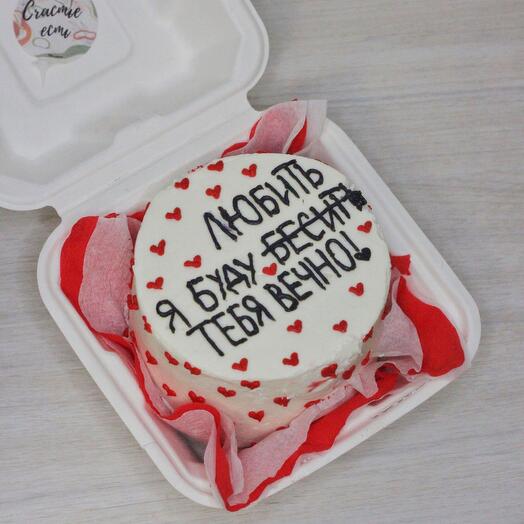 Счастье
есть
ЛЮБИТЬ
Я БУДУ БЕСИТЬ
ТЕБЯ ВЕЧНО!